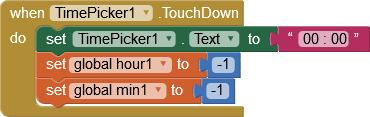 when TimePicker1 .TouchDown
do set TimePicker1 . Text to " 00 : 00 "
set global hour1 to -1
set global min1 to -1